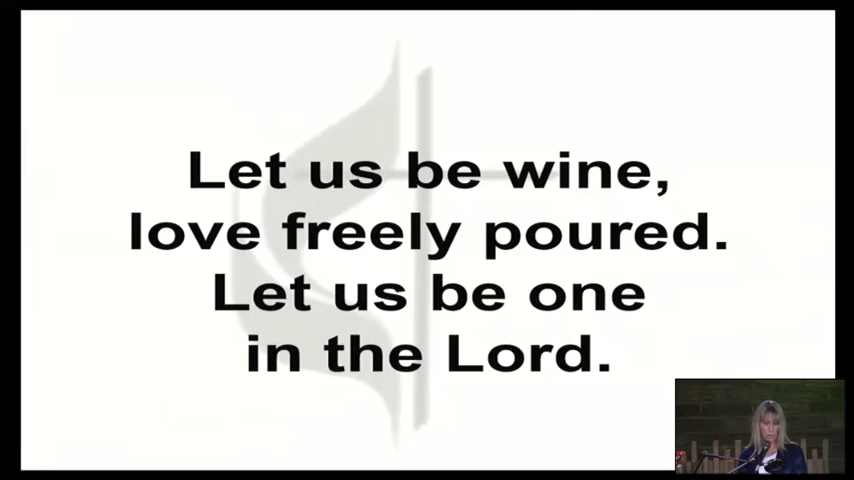 Let us be wine,
love freely poured.
Let us be one
in the Lord.